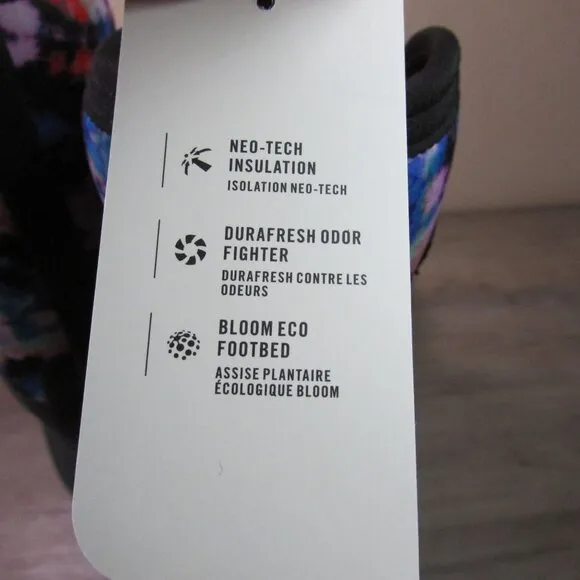 NEO-TECH
INSULATION
ISOLATION NEO-TECH
DURAFRESH ODOR
FIGHTER
DURAFRESH CONTRE LES
ODEURS
BLOOM ECO
FOOTBED
ASSISE PLANTAIRE
ÉCOLOGIQUE BLOOM